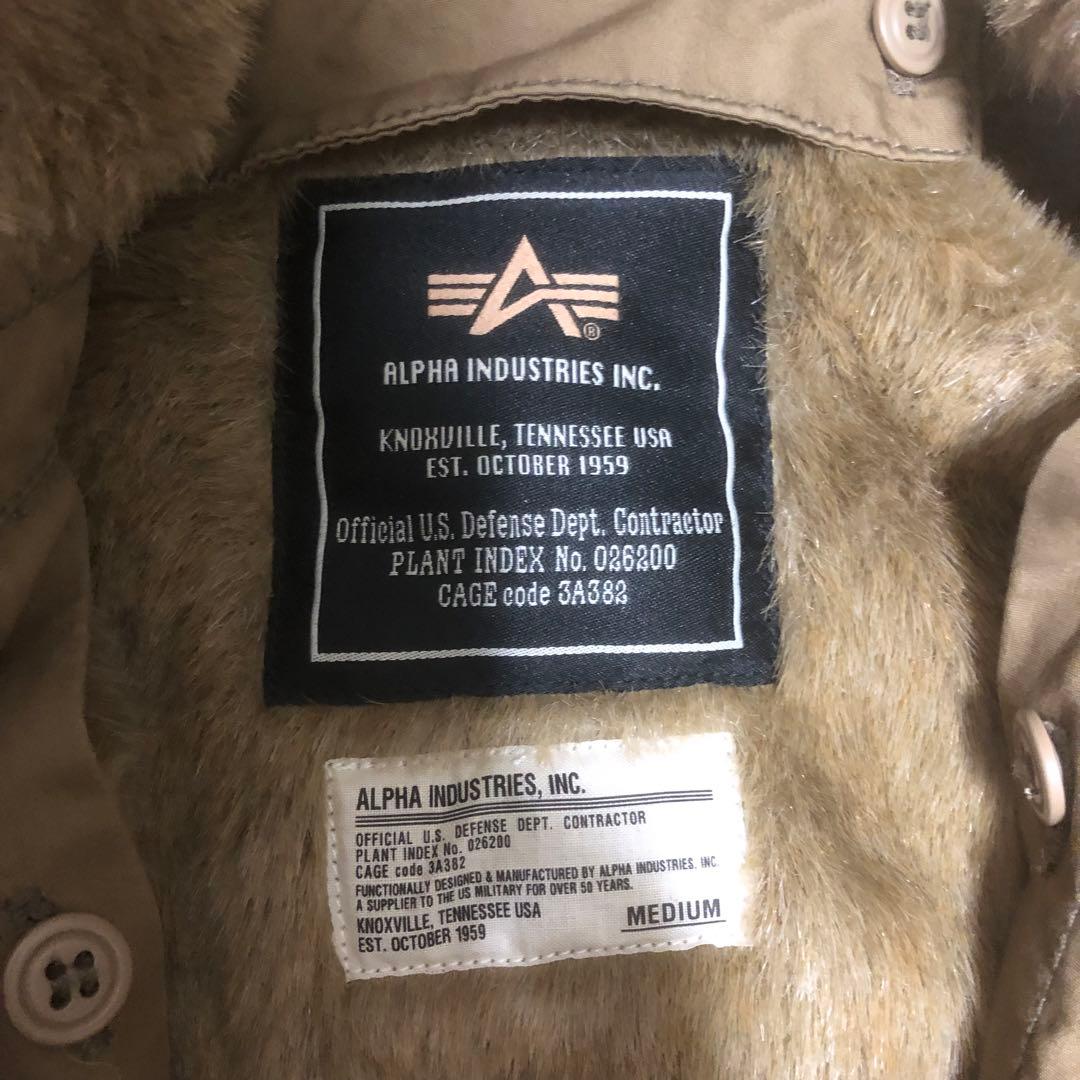 ®
ALPHA INDUSTRIES INC.
KNOXVILLE, TENNESSEE USA
EST. OCTOBER 1959
Official U.S. Defense Dept. Contractor
PLANT INDEX No. 026200
CAGE code 3A382
ALPHA INDUSTRIES, INC.
OFFICIAL U.S. DEFENSE DEPT. CONTRACTOR
PLANT INDEX No. 026200
CAGE code 3A382
FUNCTIONALLY DESIGNED & MANUFACTURED BY ALPHA INDUSTRIES. INC.
A SUPPLIER TO THE US MILITARY FOR OVER 50 YEARS.
KNOXVILLE, TENNESSEE USA
EST. OCTOBER 1959
MEDIUM